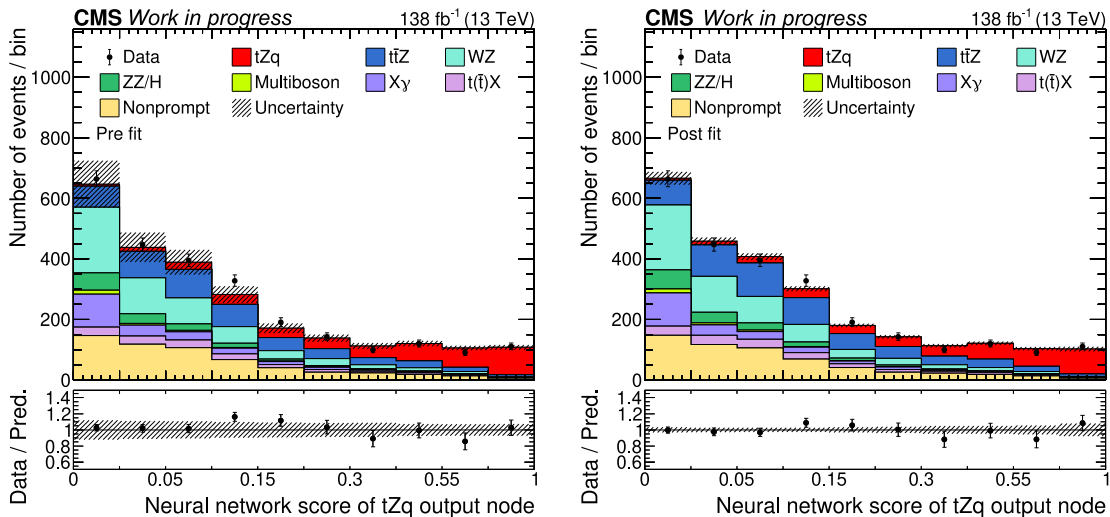 CMS Work in progress 138 fb⁻¹ (13 TeV)
Number of events / bin
1000
800
600
400
200
0
Data tZq tt̄Z WZ
ZZ/H Multiboson Xγ t(t̄)X
Nonprompt Uncertainty
Pre fit
Data / Pred.
1.4
1.2
1.0
0.8
0.6
0 0.05 0.15 0.3 0.55 1
Neural network score of tZq output node
CMS Work in progress 138 fb⁻¹ (13 TeV)
Number of events / bin
1000
800
600
400
200
0
Data tZq tt̄Z WZ
ZZ/H Multiboson Xγ t(t̄)X
Nonprompt Uncertainty
Post fit
Data / Pred.
1.4
1.2
1.0
0.8
0.6
0 0.05 0.15 0.3 0.55 1
Neural network score of tZq output node